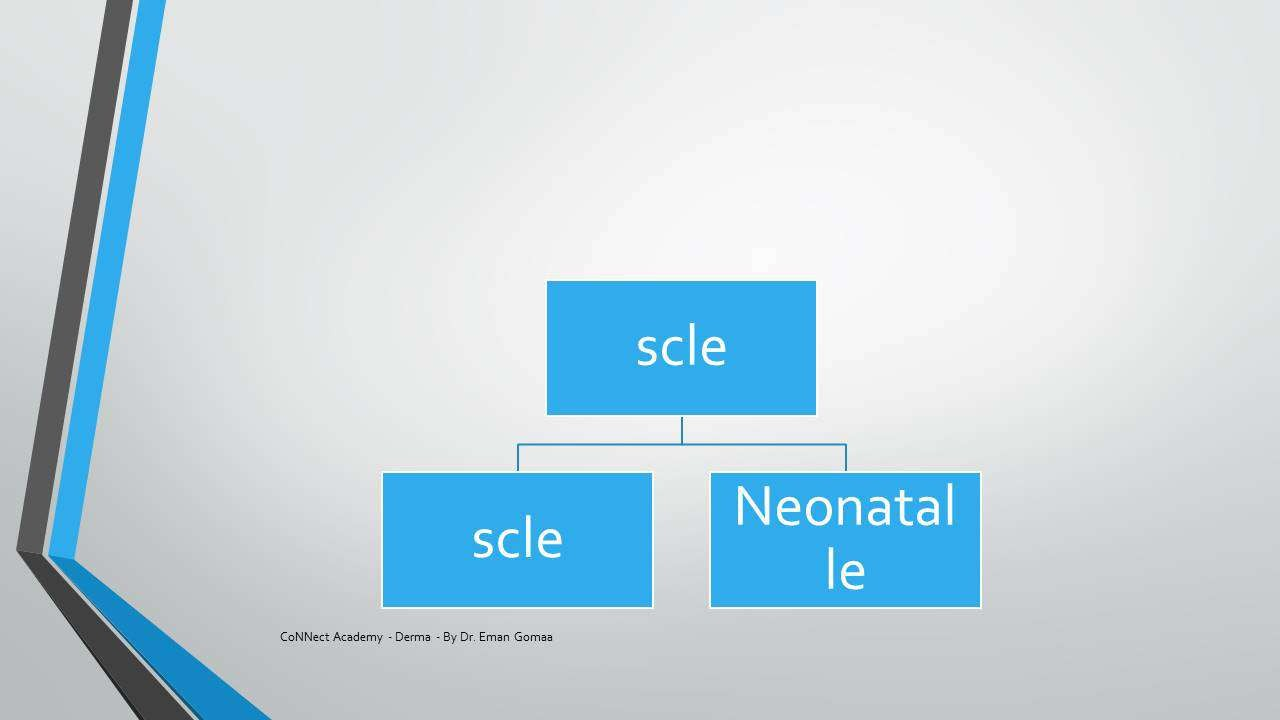 scle
scle
Neonatal
le
CoNNect Academy - Derma - By Dr. Eman Gomaa